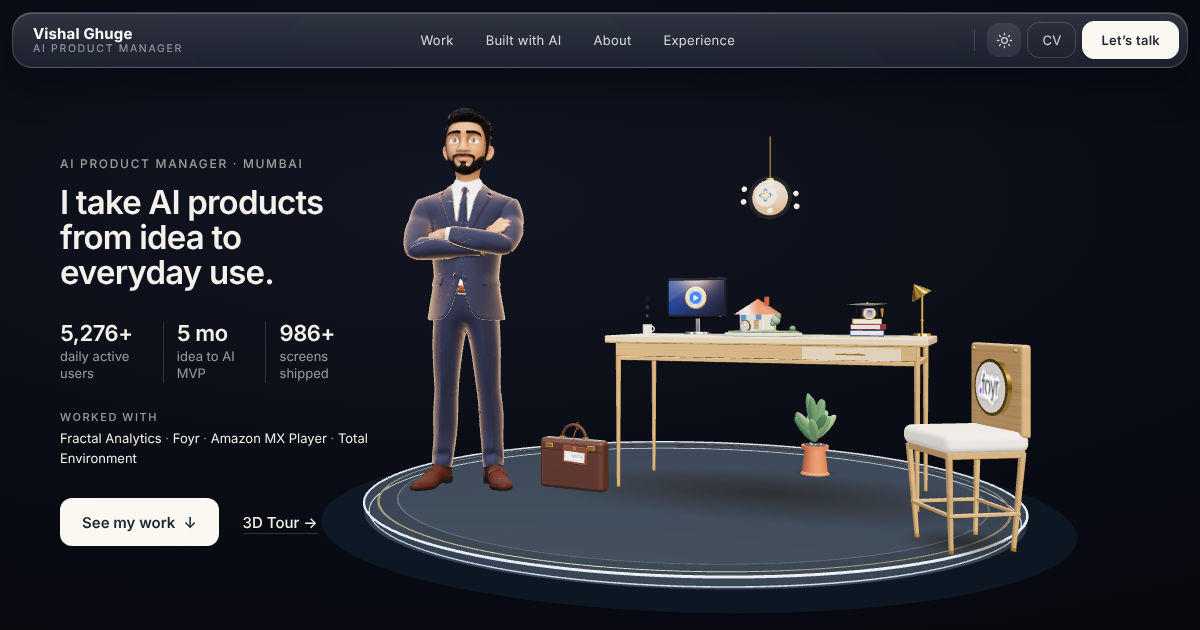 Vishal Ghuge
AI PRODUCT MANAGER
Work
Built with AI
About
Experience
CV
Let's talk
AI PRODUCT MANAGER · MUMBAI
I take AI products
from idea to
everyday use.
5,276+
daily active
users
5 mo
idea to AI
MVP
986+
screens
shipped
WORKED WITH
Fractal Analytics · Foyr · Amazon MX Player · Total
Environment
See my work ↓
3D Tour →
foyr